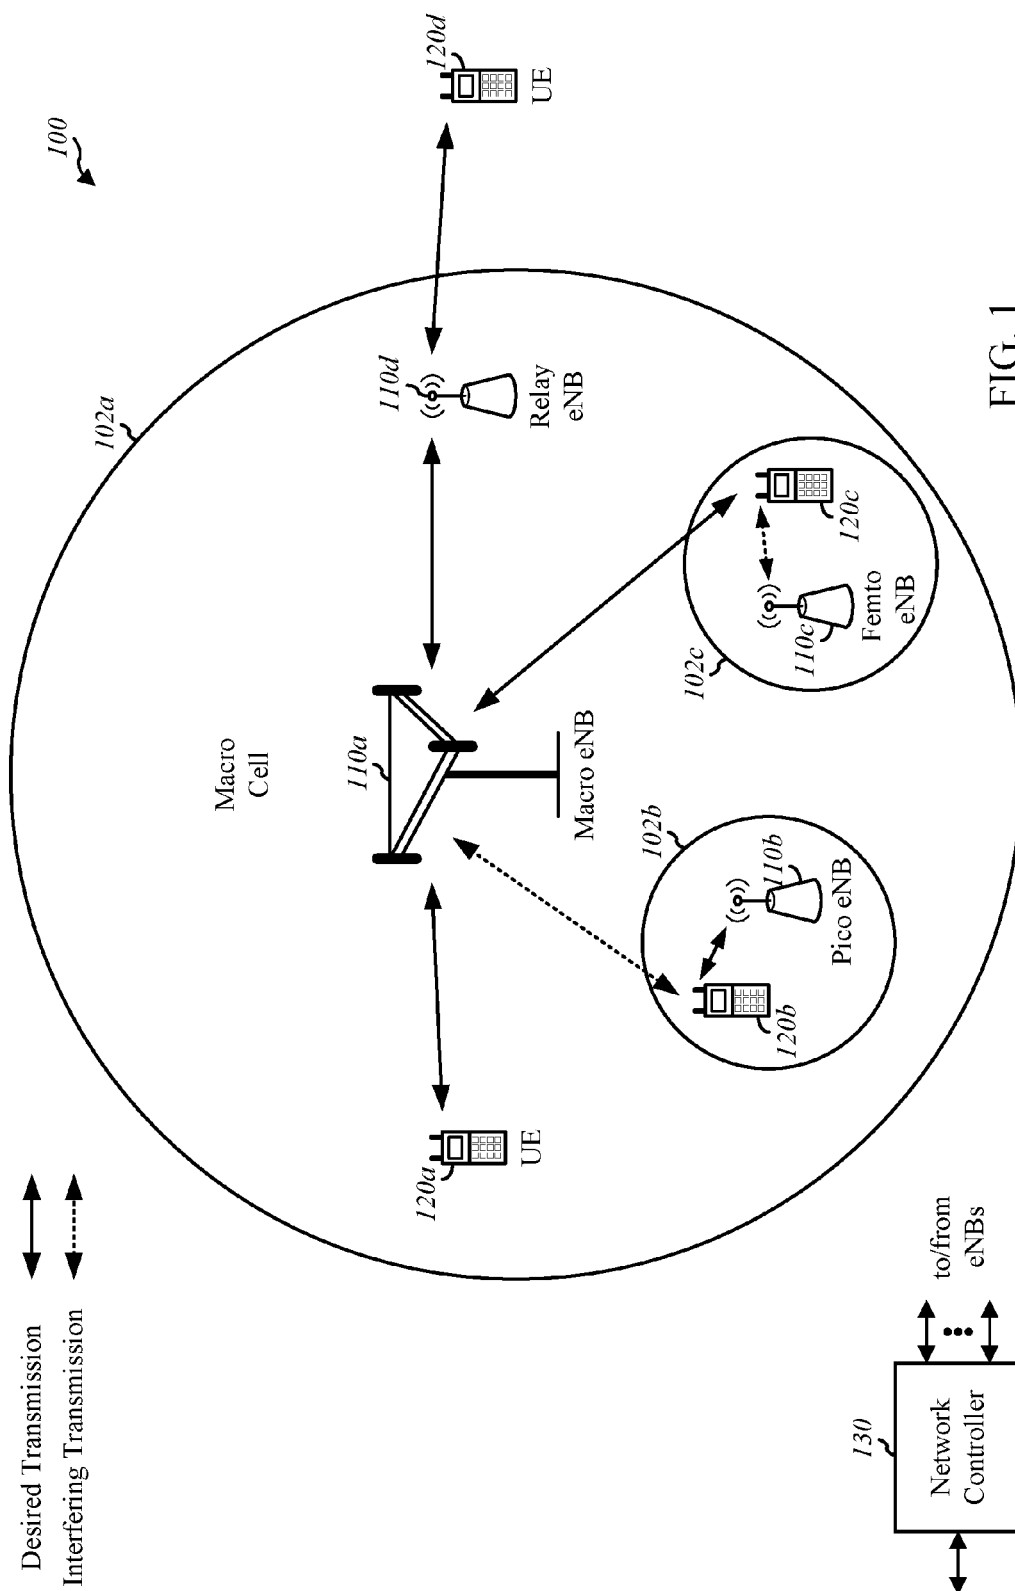 Desired Transmission
Interfering Transmission
100
102a
Macro
Cell
110a
Macro eNB
120a
UE
110d
Relay
eNB
120d
UE
102b
120b
110b
Pico eNB
102c
110c
Femto
eNB
120c
130
Network
Controller
to/from
eNBs
FIG. 1